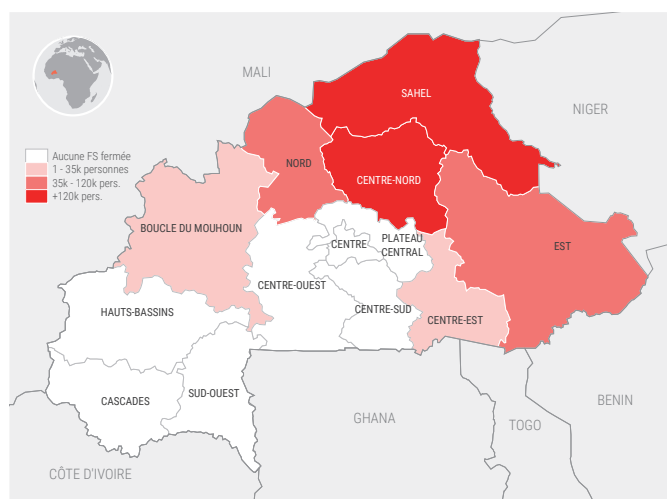 MALI
SAHEL
NIGER
Aucune FS fermée
1 - 35k personnes
35k - 120k pers.
+120k pers.
NORD
CENTRE-NORD
BOUCLE DU MOUHOUN
CENTRE
PLATEAU
CENTRAL
EST
CENTRE-OUEST
HAUTS-BASSINS
CENTRE-SUD
CENTRE-EST
CASCADES
SUD-OUEST
GHANA
TOGO
BENIN
CÔTE D'IVOIRE